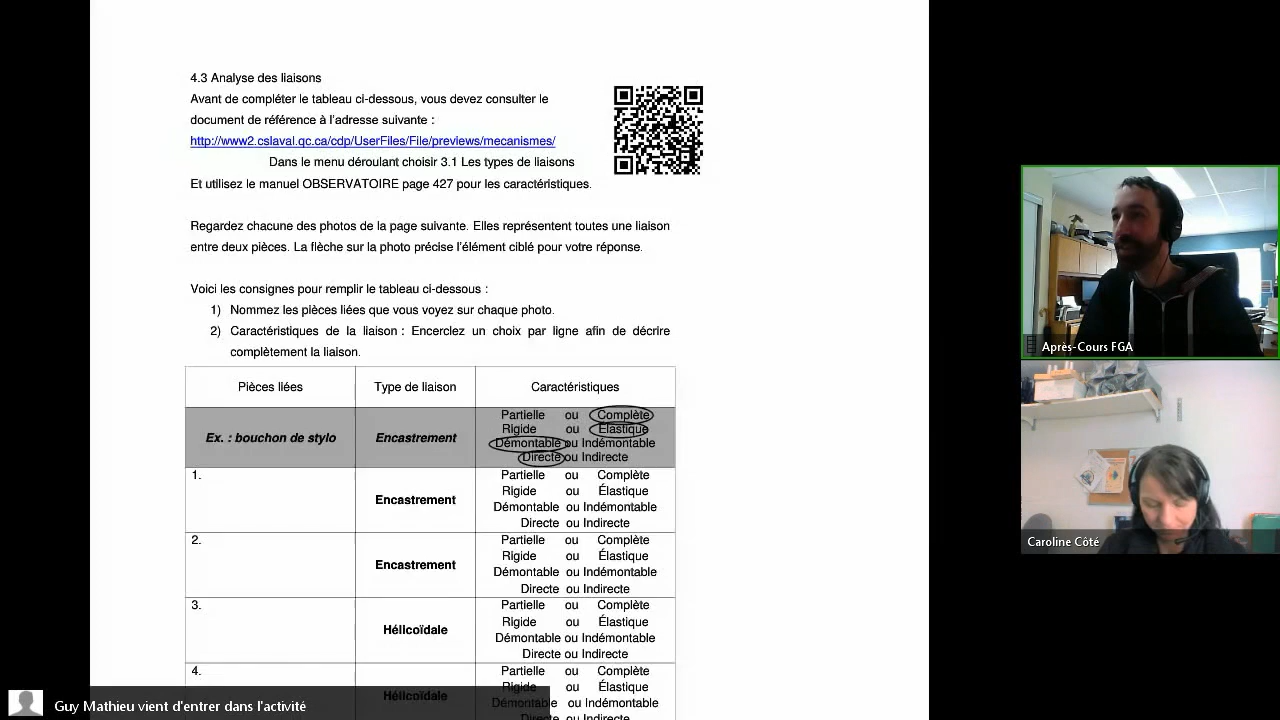 4.3 Analyse des liaisons
Avant de compléter le tableau ci-dessous, vous devez consulter le
document de référence à l'adresse suivante :
http://www2.cslaval.qc.ca/cdp/UserFiles/File/previews/mecanismes/
Dans le menu déroulant choisir 3.1 Les types de liaisons
Et utilisez le manuel OBSERVATOIRE page 427 pour les caractéristiques.
Regardez chacune des photos de la page suivante. Elles représentent toutes une liaison
entre deux pièces. La flèche sur la photo précise l'élément ciblé pour votre réponse.
Voici les consignes pour remplir le tableau ci-dessous :
1) Nommez les pièces liées que vous voyez sur chaque photo.
2) Caractéristiques de la liaison : Encerclez un choix par ligne afin de décrire
complètement la liaison.
Pièces liées Type de liaison Caractéristiques
Ex. : bouchon de stylo Encastrement
Partielle ou Complète
Rigide ou Élastique
Démontable ou Indémontable
Directe ou Indirecte
1. Encastrement
Partielle ou Complète
Rigide ou Élastique
Démontable ou Indémontable
Directe ou Indirecte
2. Encastrement
Partielle ou Complète
Rigide ou Élastique
Démontable ou Indémontable
Directe ou Indirecte
3. Hélicoïdale
Partielle ou Complète
Rigide ou Élastique
Démontable ou Indémontable
Directe ou Indirecte
4. Hélicoïdale
Partielle ou Complète
Rigide ou Élastique
Démontable ou Indémontable
Directe ou Indirecte
Guy Mathieu vient d'entrer dans l'activité
Après-Cours FGA
Caroline Côté